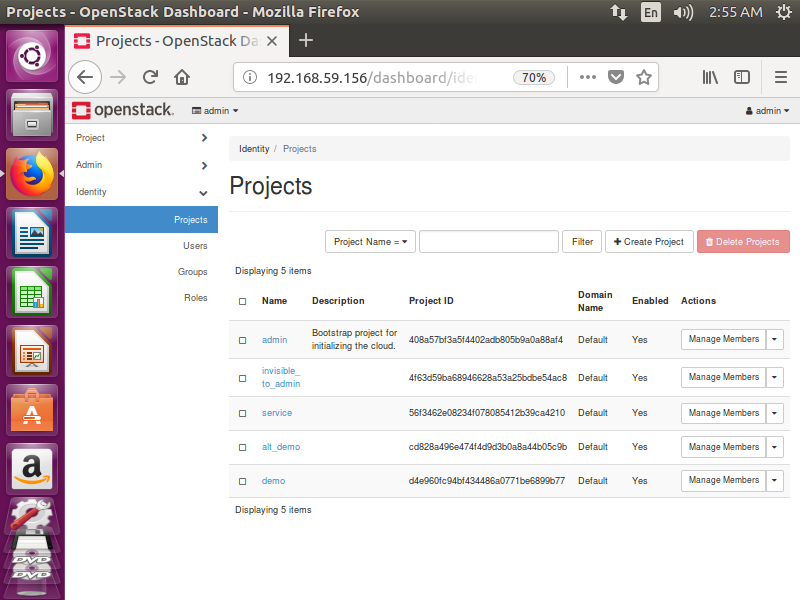 Projects - OpenStack Dashboard - Mozilla Firefox
En
2:55 AM
Projects - OpenStack Da
192.168.59.156/dashboard/ide
70%
openstack.
admin
admin
Project
Admin
Identity
Projects
Users
Groups
Roles
Identity / Projects
Projects
Project Name =
Filter
Create Project
Delete Projects
Displaying 5 items
Name Description Project ID Domain Name Enabled Actions
admin Bootstrap project for initializing the cloud. 408a57bf3a5f4402adb805b9a0a88af4 Default Yes Manage Members
invisible_to_admin 4f63d59ba68946628a53a25bdbe54ac8 Default Yes Manage Members
service 56f3462e08234f078085412b39ca4210 Default Yes Manage Members
alt_demo cd828a496e474f4d9d3b0a8a44b05c9b Default Yes Manage Members
demo d4e960fc94bf434486a0771be6899b77 Default Yes Manage Members
Displaying 5 items
DVD
DVD